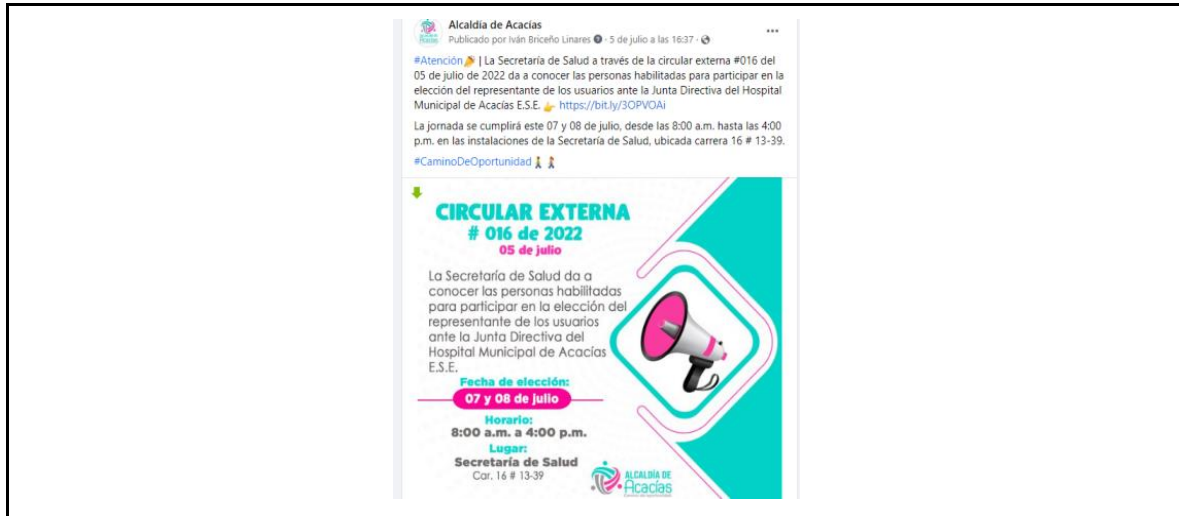 Alcaldía de Acacías
Publicado por Iván Briceño Linares · 5 de julio a las 16:37 ·
#Atención | La Secretaría de Salud a través de la circular externa #016 del
05 de julio de 2022 da a conocer las personas habilitadas para participar en la
elección del representante de los usuarios ante la Junta Directiva del Hospital
Municipal de Acacías E.S.E. https://bit.ly/3OPVOAi
La jornada se cumplirá este 07 y 08 de julio, desde las 8:00 a.m. hasta las 4:00
p.m. en las instalaciones de la Secretaría de Salud, ubicada carrera 16 # 13-39.
#CaminoDeOportunidad
CIRCULAR EXTERNA
# 016 de 2022
05 de julio
La Secretaría de Salud da a
conocer las personas habilitadas
para participar en la elección del
representante de los usuarios
ante la Junta Directiva del
Hospital Municipal de Acacías
E.S.E.
Fecha de elección:
07 y 08 de julio
Horario:
8:00 a.m. a 4:00 p.m.
Lugar:
Secretaría de Salud
Car. 16 # 13-39
ALCALDÍA DE
Acacías